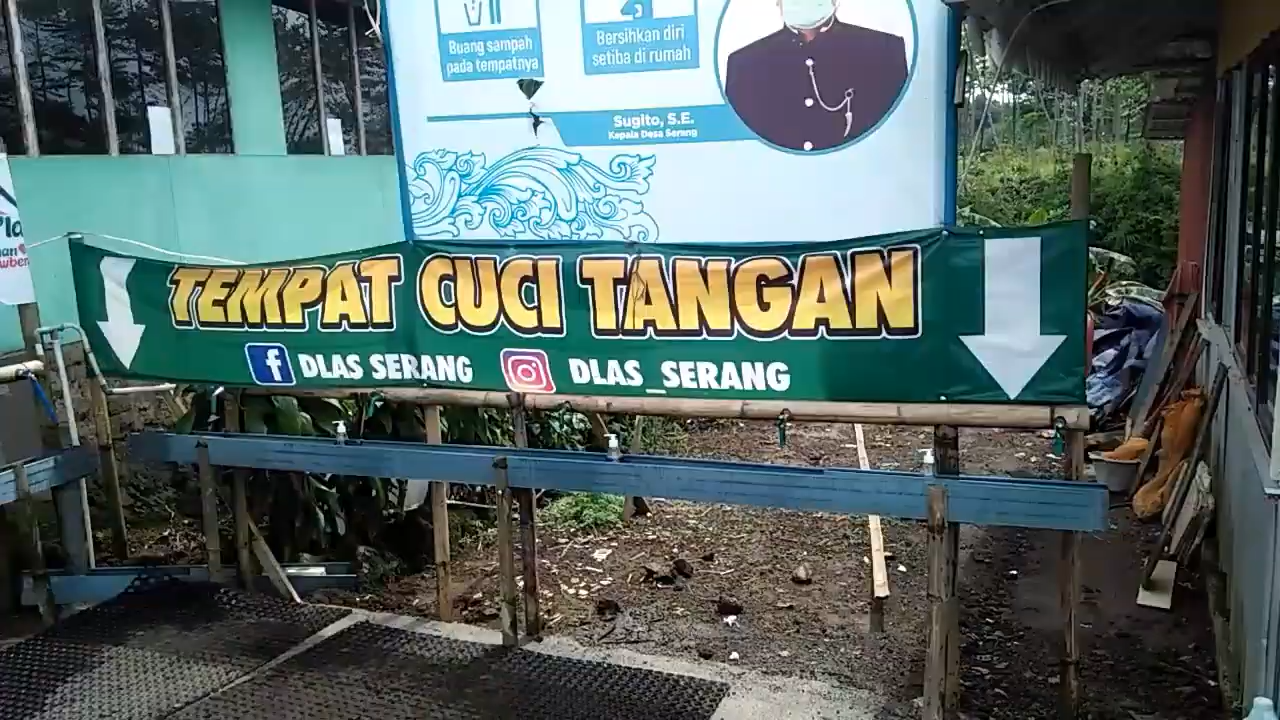 Buang sampah
pada tempatnya
Bersihkan diri
setiba di rumah
Sugito, S.E.
Kepala Desa Serang
TEMPAT CUCI TANGAN
DLAS SERANG
DLAS_SERANG